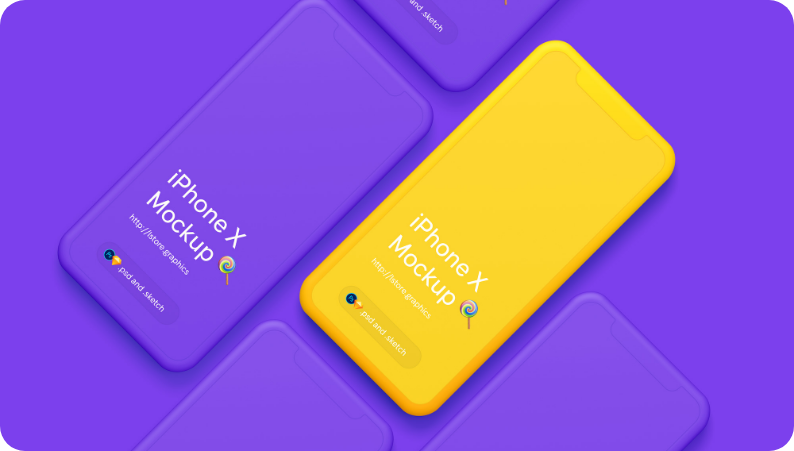 .psd and .sketch
iPhone X
Mockup
http://lstore.graphics
.psd and .sketch
iPhone X
Mockup
http://lstore.graphics
.psd and .sketch